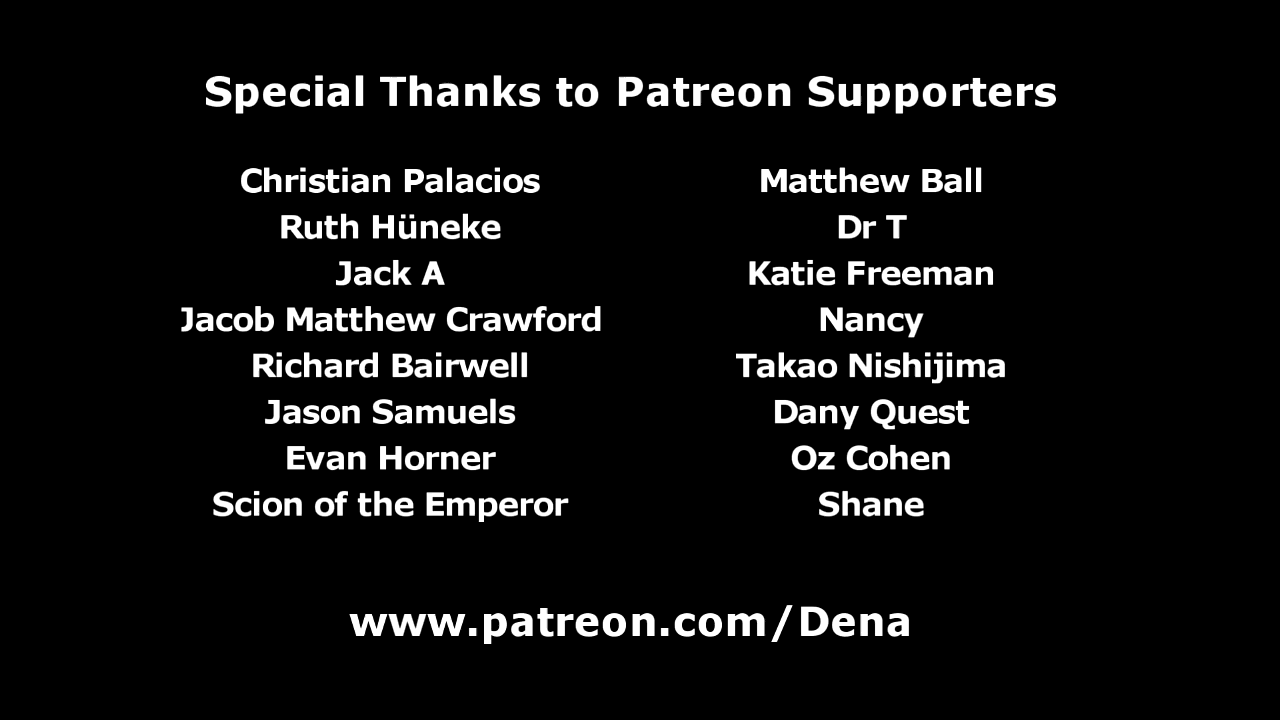 Special Thanks to Patreon Supporters
Christian Palacios
Ruth Hüneke
Jack A
Jacob Matthew Crawford
Richard Bairwell
Jason Samuels
Evan Horner
Scion of the Emperor
Matthew Ball
Dr T
Katie Freeman
Nancy
Takao Nishijima
Dany Quest
Oz Cohen
Shane
www.patreon.com/Dena